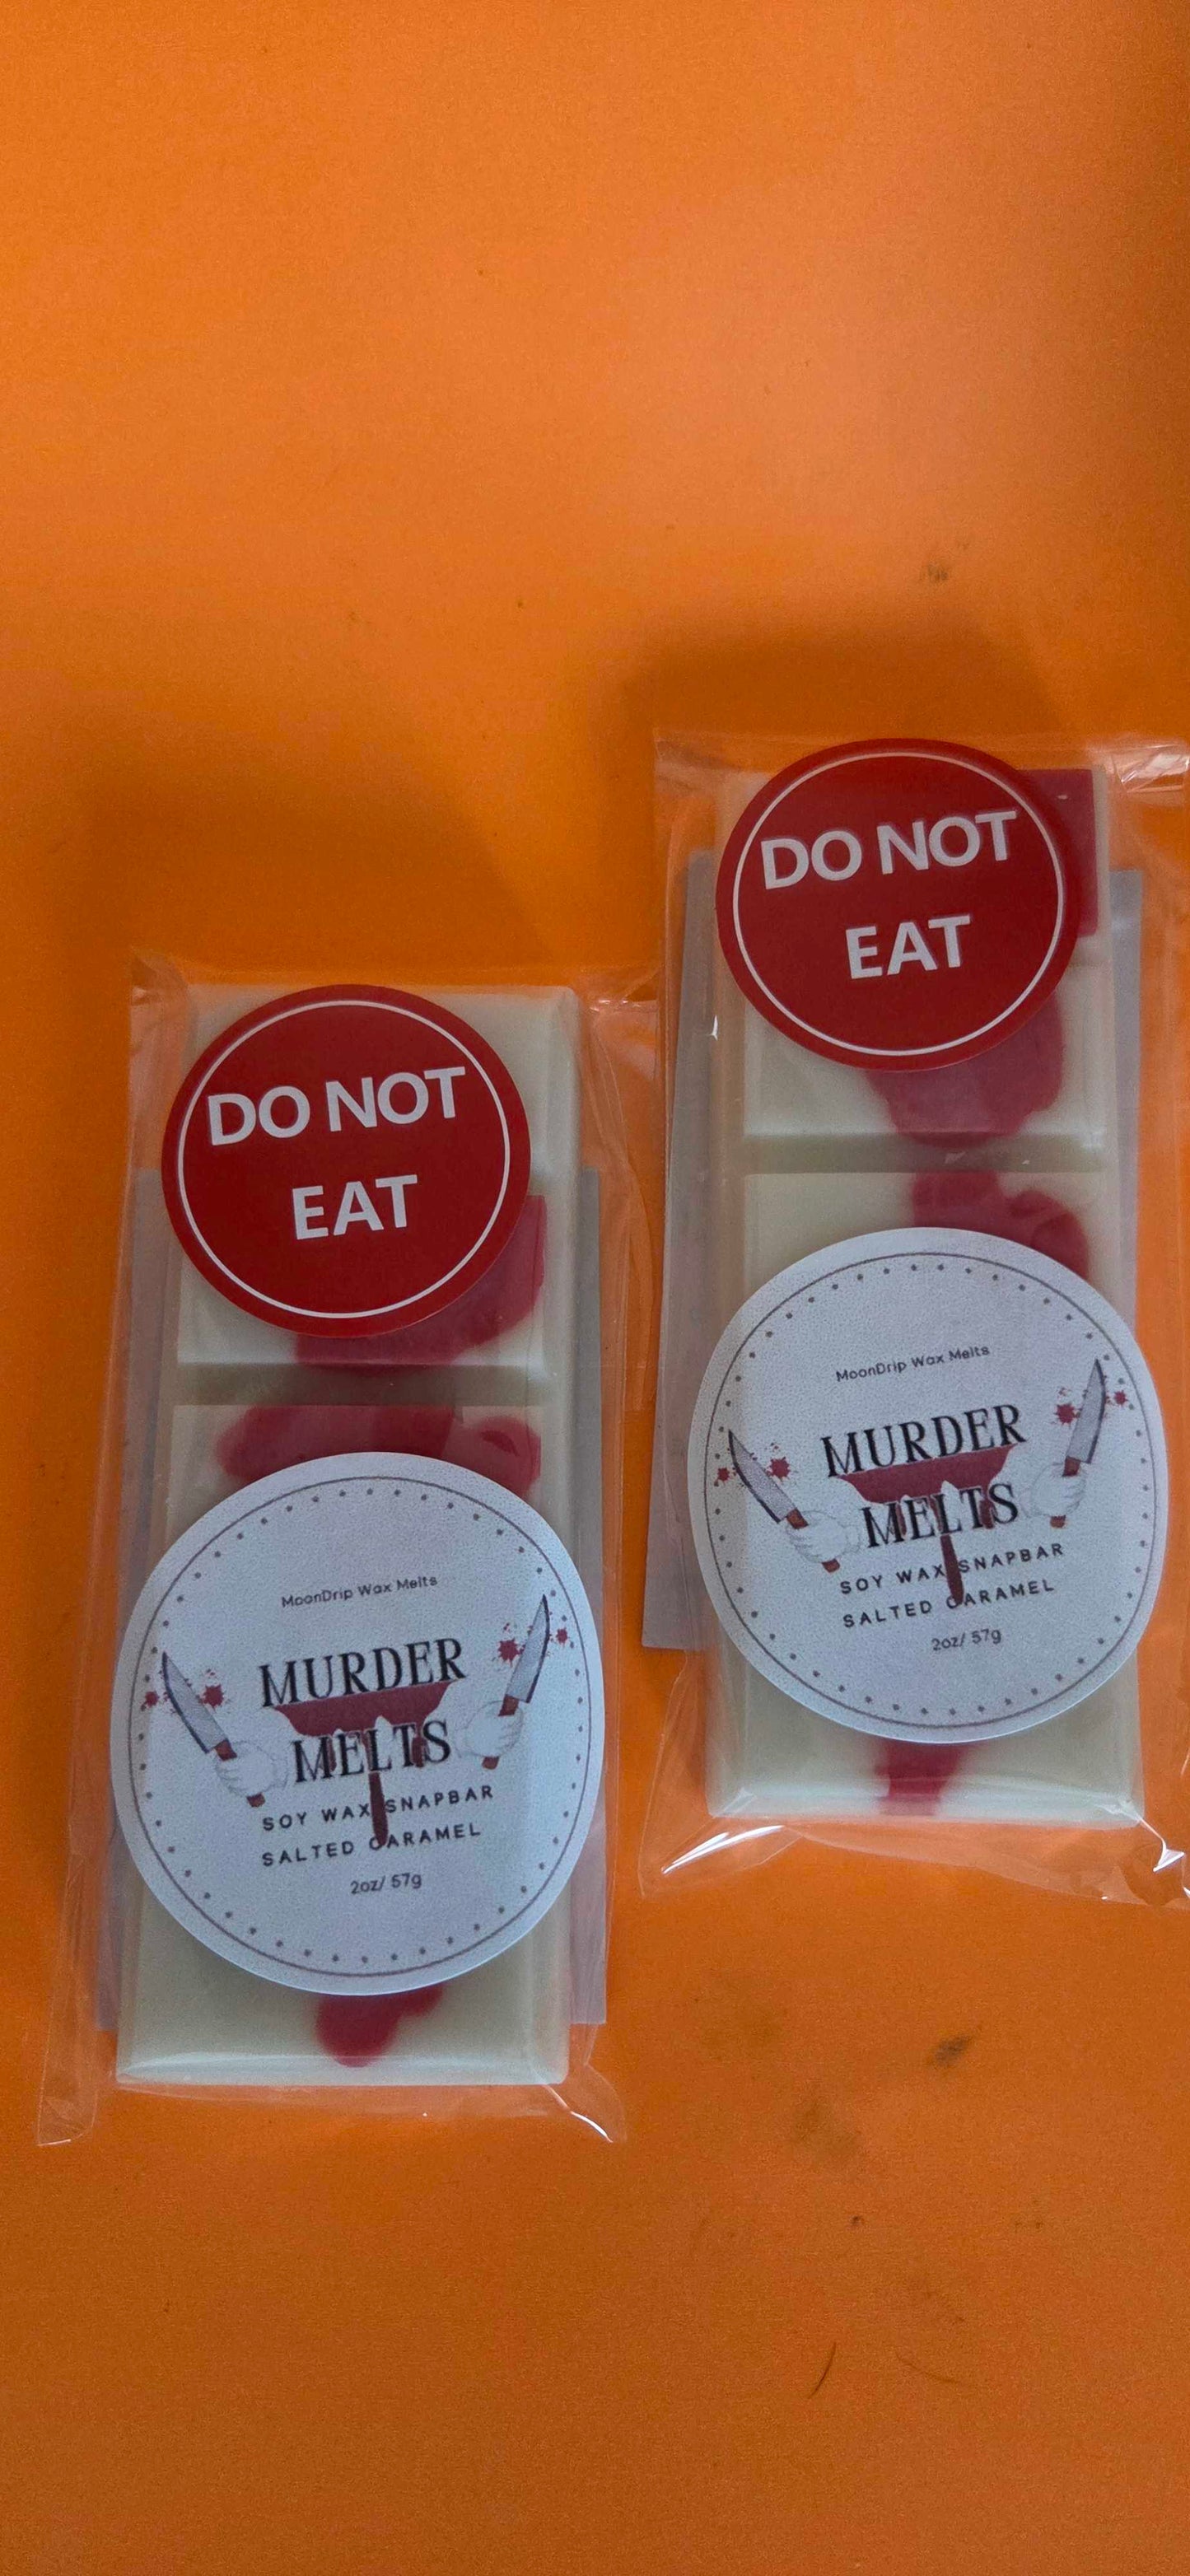 DO NOT
EAT
MoonDrip Wax Melts
MURDER
MELTS
SOY WAX SNAPBAR
SALTED CARAMEL
2oz/ 57g
DO NOT
EAT
MoonDrip Wax Melts
MURDER
MELTS
SOY WAX SNAPBAR
SALTED CARAMEL
2oz/ 57g